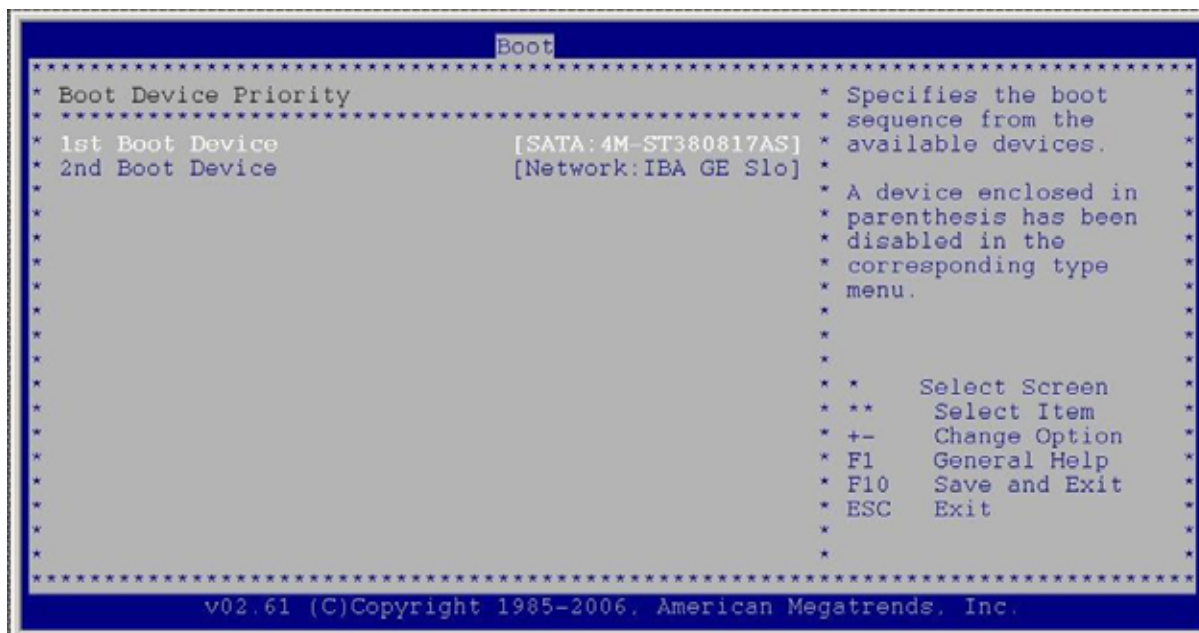 Boot
Boot Device Priority
1st Boot Device [SATA:4M-ST380817AS]
2nd Boot Device [Network:IBA GE Slo]
Specifies the boot
sequence from the
available devices.
A device enclosed in
parenthesis has been
disabled in the
corresponding type
menu.
* Select Screen
** Select Item
+- Change Option
F1 General Help
F10 Save and Exit
ESC Exit
v02.61 (C)Copyright 1985-2006, American Megatrends, Inc.